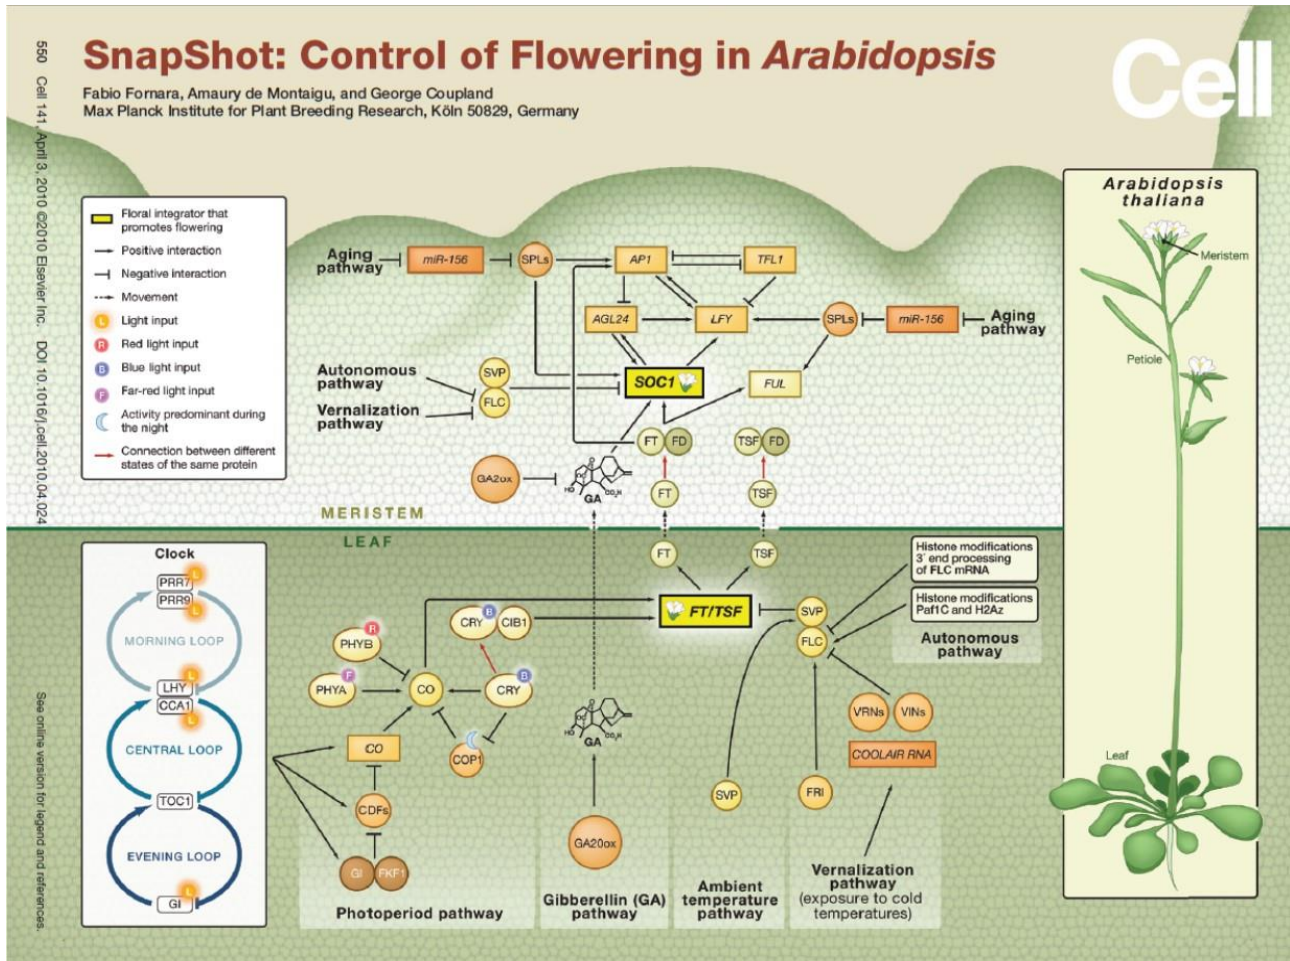 SnapShot: Control of Flowering in Arabidopsis
Cell
Fabio Fornara, Amaury de Montaigu, and George Coupland
Max Planck Institute for Plant Breeding Research, Köln 50829, Germany
550 Cell 141, April 3, 2010 ©2010 Elsevier Inc. DOI 10.1016/j.cell.2010.04.024
See online version for legend and references.
Floral integrator that
promotes flowering
Positive interaction
Negative interaction
Movement
L
Light input
R
Red light input
B
Blue light input
F
Far-red light input
Activity predominant during
the night
Connection between different
states of the same protein
Aging
pathway
miR-156
SPLs
AP1
TFL1
AGL24
LFY
SPLs
miR-156
Aging
pathway
Autonomous
pathway
Vernalization
pathway
SVP
FLC
SOC1
FUL
FT
FD
TSF
FD
GA2ox
HO
O
CO₂H
GA
FT
TSF
MERISTEM
LEAF
FT
TSF
FT/TSF
Clock
PRR7
L
PRR9
L
MORNING LOOP
LHY
L
CCA1
L
CENTRAL LOOP
TOC1
EVENING LOOP
GI
L
PHYB
R
PHYA
F
CO
CRY
B
CIB1
CRY
B
CO
COP1
CDFs
GI
FKF1
Photoperiod pathway
HO
O
CO₂H
GA
GA20ox
Gibberellin (GA)
pathway
SVP
Ambient
temperature
pathway
SVP
FLC
Histone modifications
3′ end processing
of FLC mRNA
Histone modifications
Paf1C and H2Az
Autonomous
pathway
VRNs
VINs
COOLAIR RNA
FRI
Vernalization
pathway
(exposure to cold
temperatures)
Arabidopsis
thaliana
Meristem
Petiole
Leaf